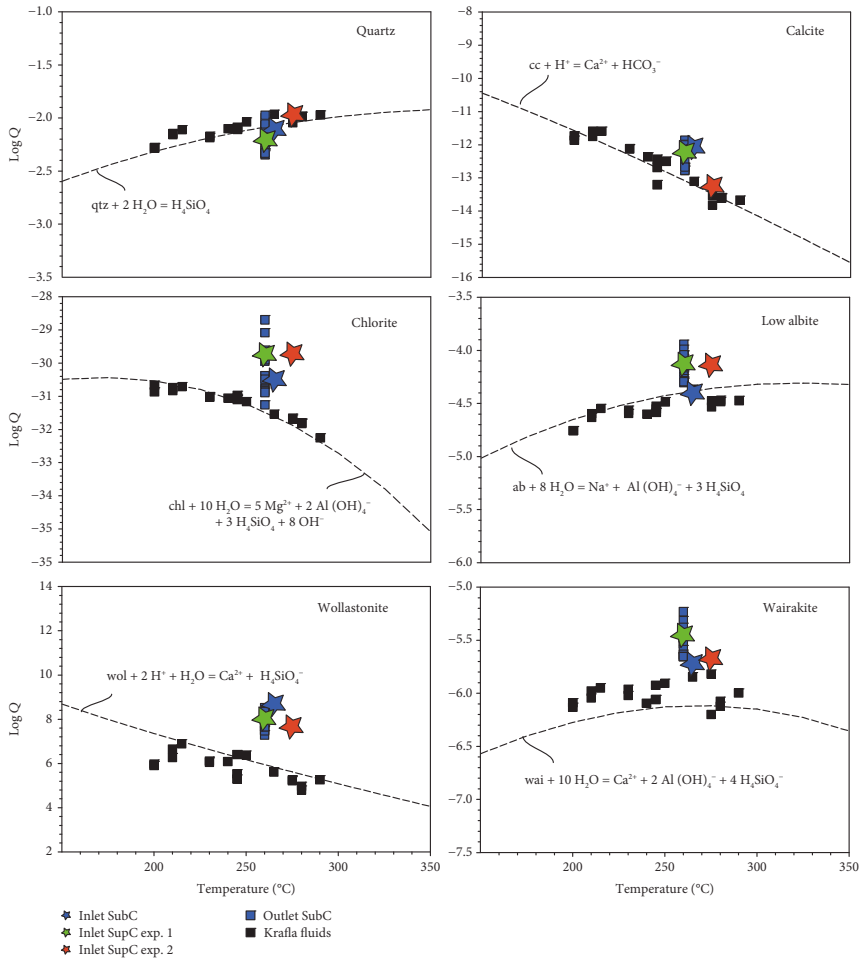 Quartz
Log Q
−1.0
−1.5
−2.0
−2.5
−3.0
−3.5
qtz + 2 H₂O = H₄SiO₄
Calcite
−8
−10
−11
−12
−13
−14
−15
−16
cc + H⁺ = Ca²⁺ + HCO₃⁻
Chlorite
Log Q
−28
−29
−30
−31
−33
−34
−35
−35
chl + 10 H₂O = 5 Mg²⁺ + 2 Al (OH)₄⁻
+ 3 H₄SiO₄ + 8 OH⁻
Low albite
−3.5
−4.0
−4.5
−5.0
−5.5
−6.0
ab + 8 H₂O = Na⁺ + Al (OH)₄⁻ + 3 H₄SiO₄
Wollastonite
Log Q
14
12
10
8
6
4
2
wol + 2 H⁺ + H₂O = Ca²⁺ + H₄SiO₄⁻
200 250 300 350
Temperature (°C)
Wairakite
−5.0
−5.5
−6.0
−6.5
−7.0
−7.5
wai + 10 H₂O = Ca²⁺ + 2 Al (OH)₄⁻ + 4 H₄SiO₄⁻
200 250 300 350
Temperature (°C)
Inlet SubC
Inlet SupC exp. 1
Inlet SupC exp. 2
Outlet SubC
Krafla fluids